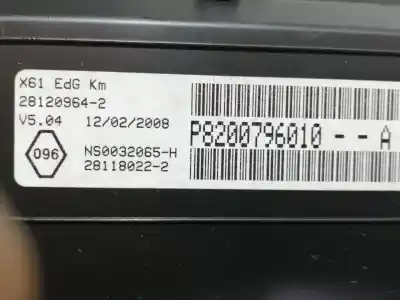 X61 EdG Km
28120964-2
V5.04 12/02/2008
P8200796010--A
096
NS0032065-H
28118022-2